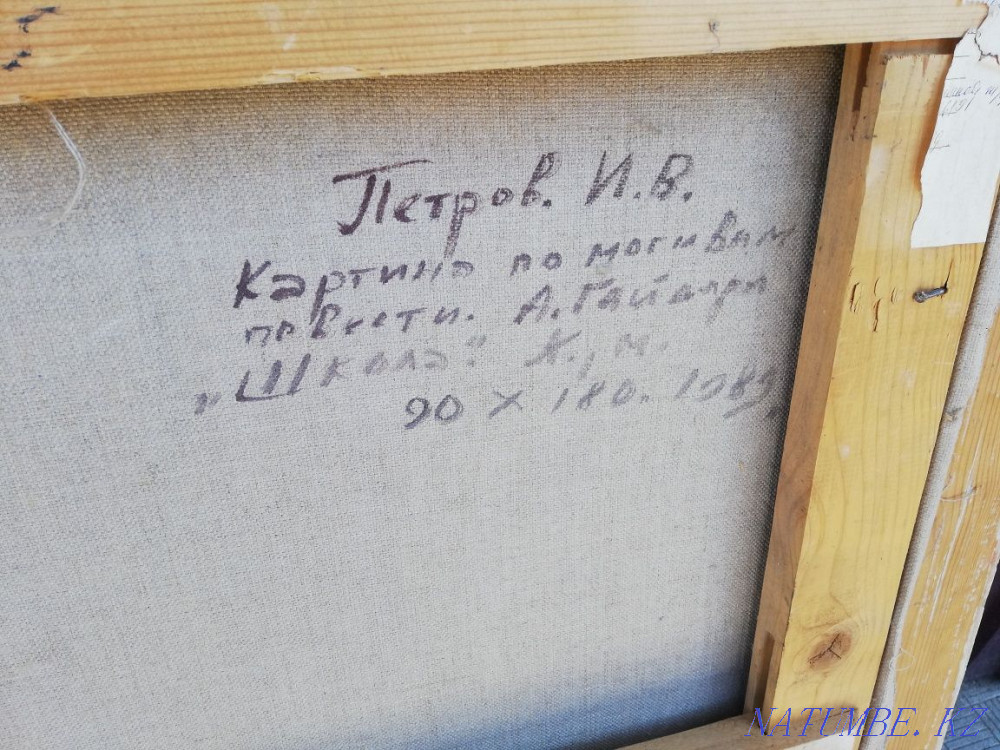 Петров. И.В.
Картина по мотивам
повести. А. Гайдара
„Школа" Х., м.
90 X 180. 1989
NATUMBE.KZ